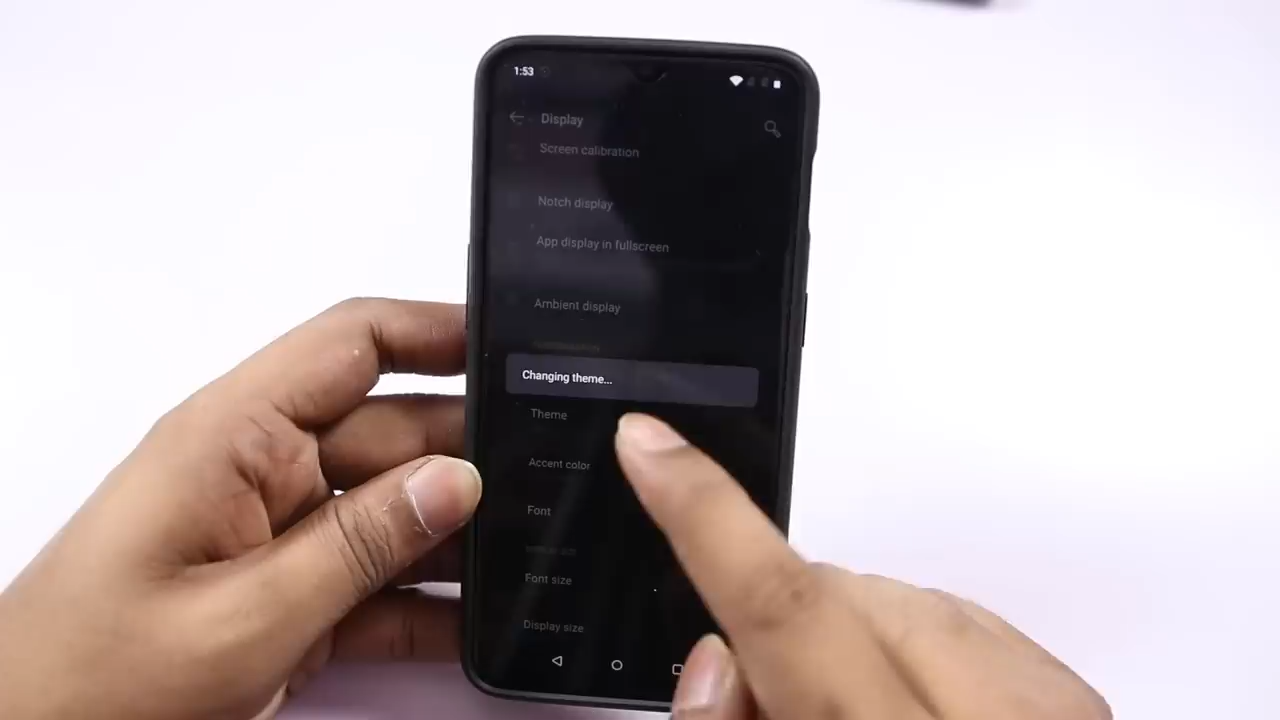 1:53
Display
Screen calibration
Notch display
App display in fullscreen
Ambient display
Changing theme...
Theme
Accent color
Font
Font size
Display size